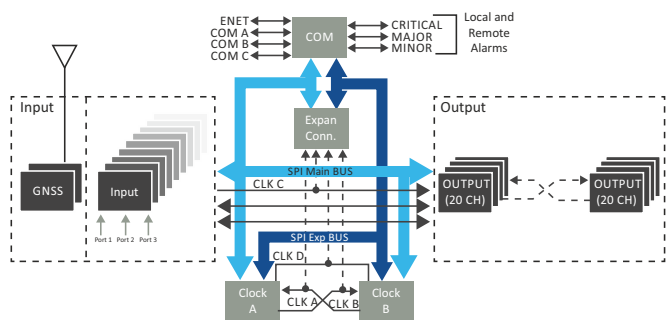 ENET
COM A
COM B
COM C
COM
CRITICAL
MAJOR
MINOR
Local and
Remote
Alarms
Input
Output
Expan
Conn.
GNSS
Input
Port 1
Port 2
Port 3
SPI Main BUS
CLK C
OUTPUT
(20 CH)
OUTPUT
(20 CH)
SPI Exp BUS
CLK D
Clock
A
CLK A
CLK B
Clock
B